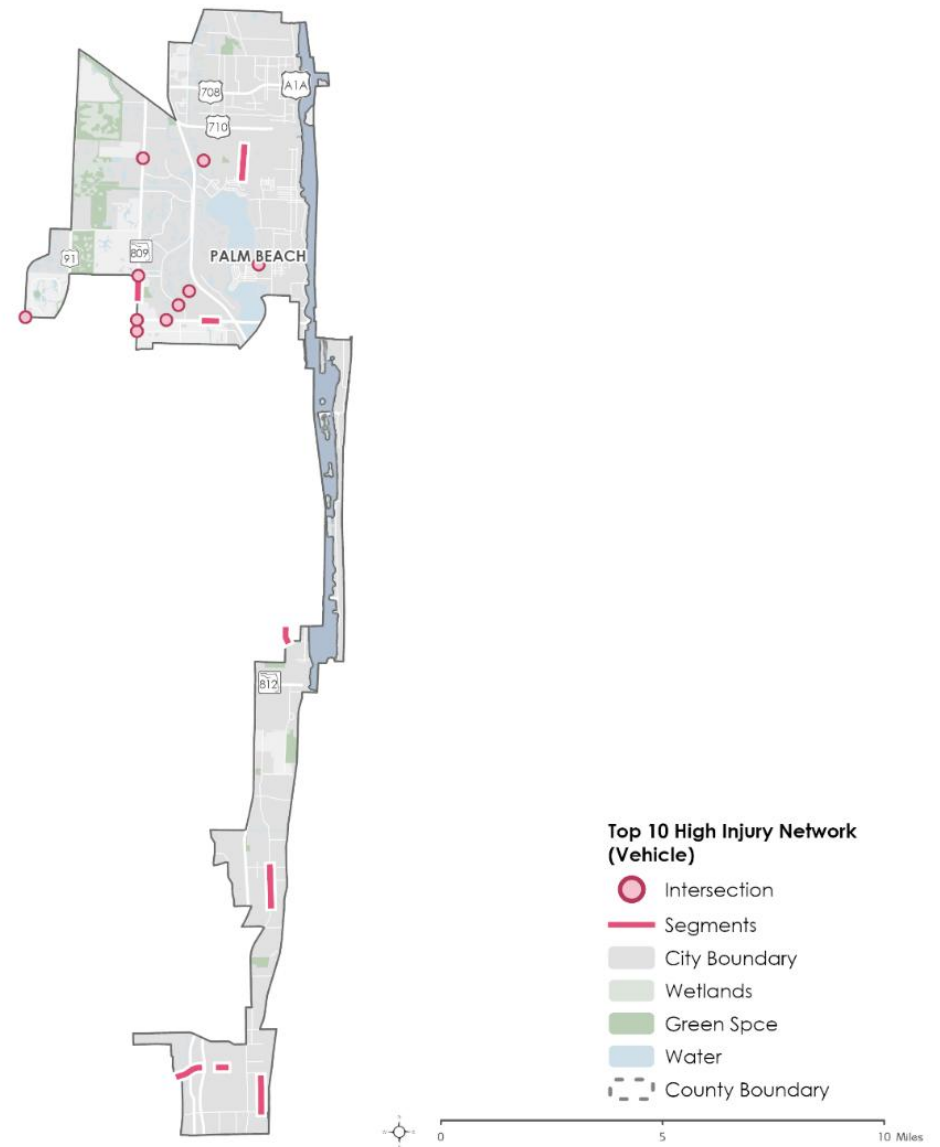 708
A1A
710
809
91
PALM BEACH
812
Top 10 High Injury Network
(Vehicle)
Intersection
Segments
City Boundary
Wetlands
Green Spce
Water
County Boundary
0 5 10 Miles